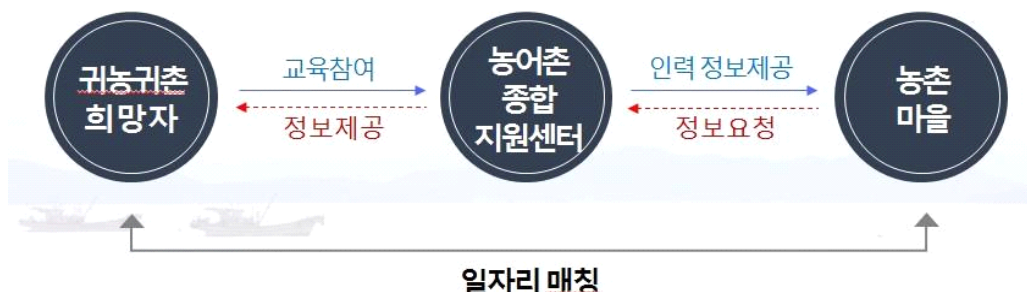 귀농귀촌
희망자
교육참여
정보제공
농어촌
종합
지원센터
인력 정보제공
정보요청
농촌
마을
일자리 매칭